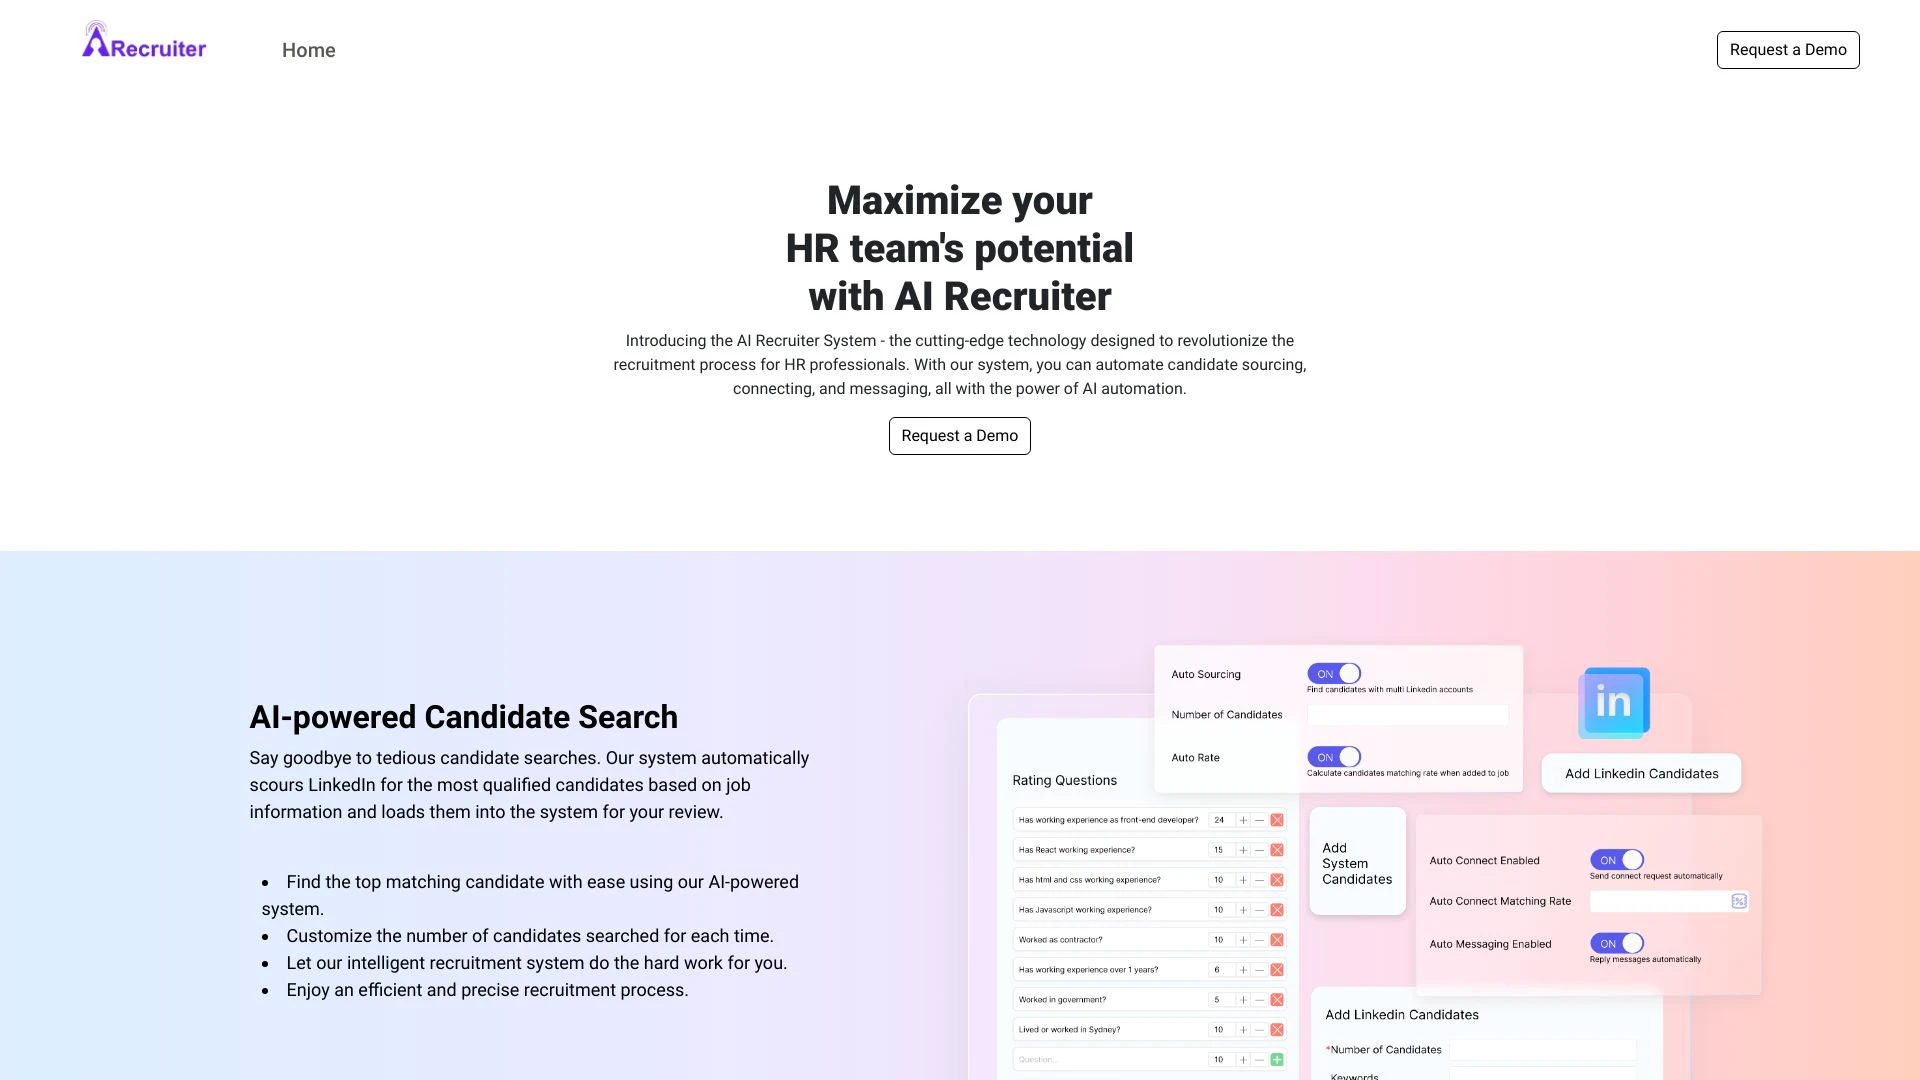 Recruiter
Home
Request a Demo
Maximize your
HR team's potential
with AI Recruiter
Introducing the AI Recruiter System - the cutting-edge technology designed to revolutionize the
recruitment process for HR professionals. With our system, you can automate candidate sourcing,
connecting, and messaging, all with the power of AI automation.
Request a Demo
AI-powered Candidate Search
Say goodbye to tedious candidate searches. Our system automatically
scours LinkedIn for the most qualified candidates based on job
information and loads them into the system for your review.
• Find the top matching candidate with ease using our AI-powered
system.
• Customize the number of candidates searched for each time.
• Let our intelligent recruitment system do the hard work for you.
• Enjoy an efficient and precise recruitment process.
Auto Sourcing ON
Find candidates with multi Linkedin accounts
Number of Candidates
Auto Rate ON
Calculate candidates matching rate when added to job
in
Add Linkedin Candidates
Rating Questions
Has working experience as front-end developer? 24 + —
Has React working experience? 15 + —
Has html and css working experience? 10 + —
Has Javascript working experience? 10 + —
Worked as contractor? 10 + —
Has working experience over 1 years? 6 + —
Worked in government? 5 + —
Lived or worked in Sydney? 10 + —
Question... 10 + —
Add
System
Candidates
Auto Connect Enabled ON
Send connect request automatically
Auto Connect Matching Rate %
Auto Messaging Enabled ON
Reply messages automatically
Add Linkedin Candidates
*Number of Candidates
Keywords